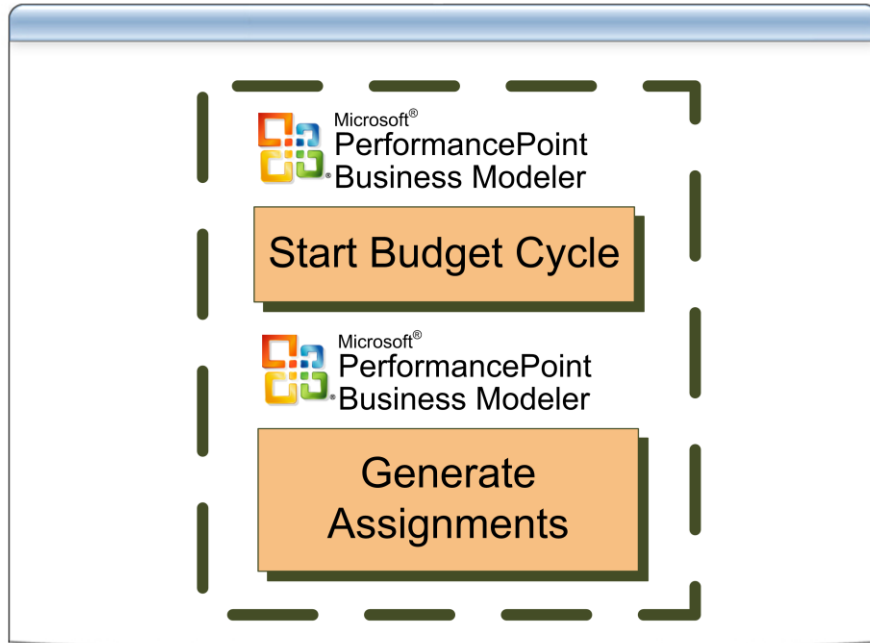 Microsoft®
PerformancePoint
Business Modeler
Start Budget Cycle
Microsoft®
PerformancePoint
Business Modeler
Generate
Assignments